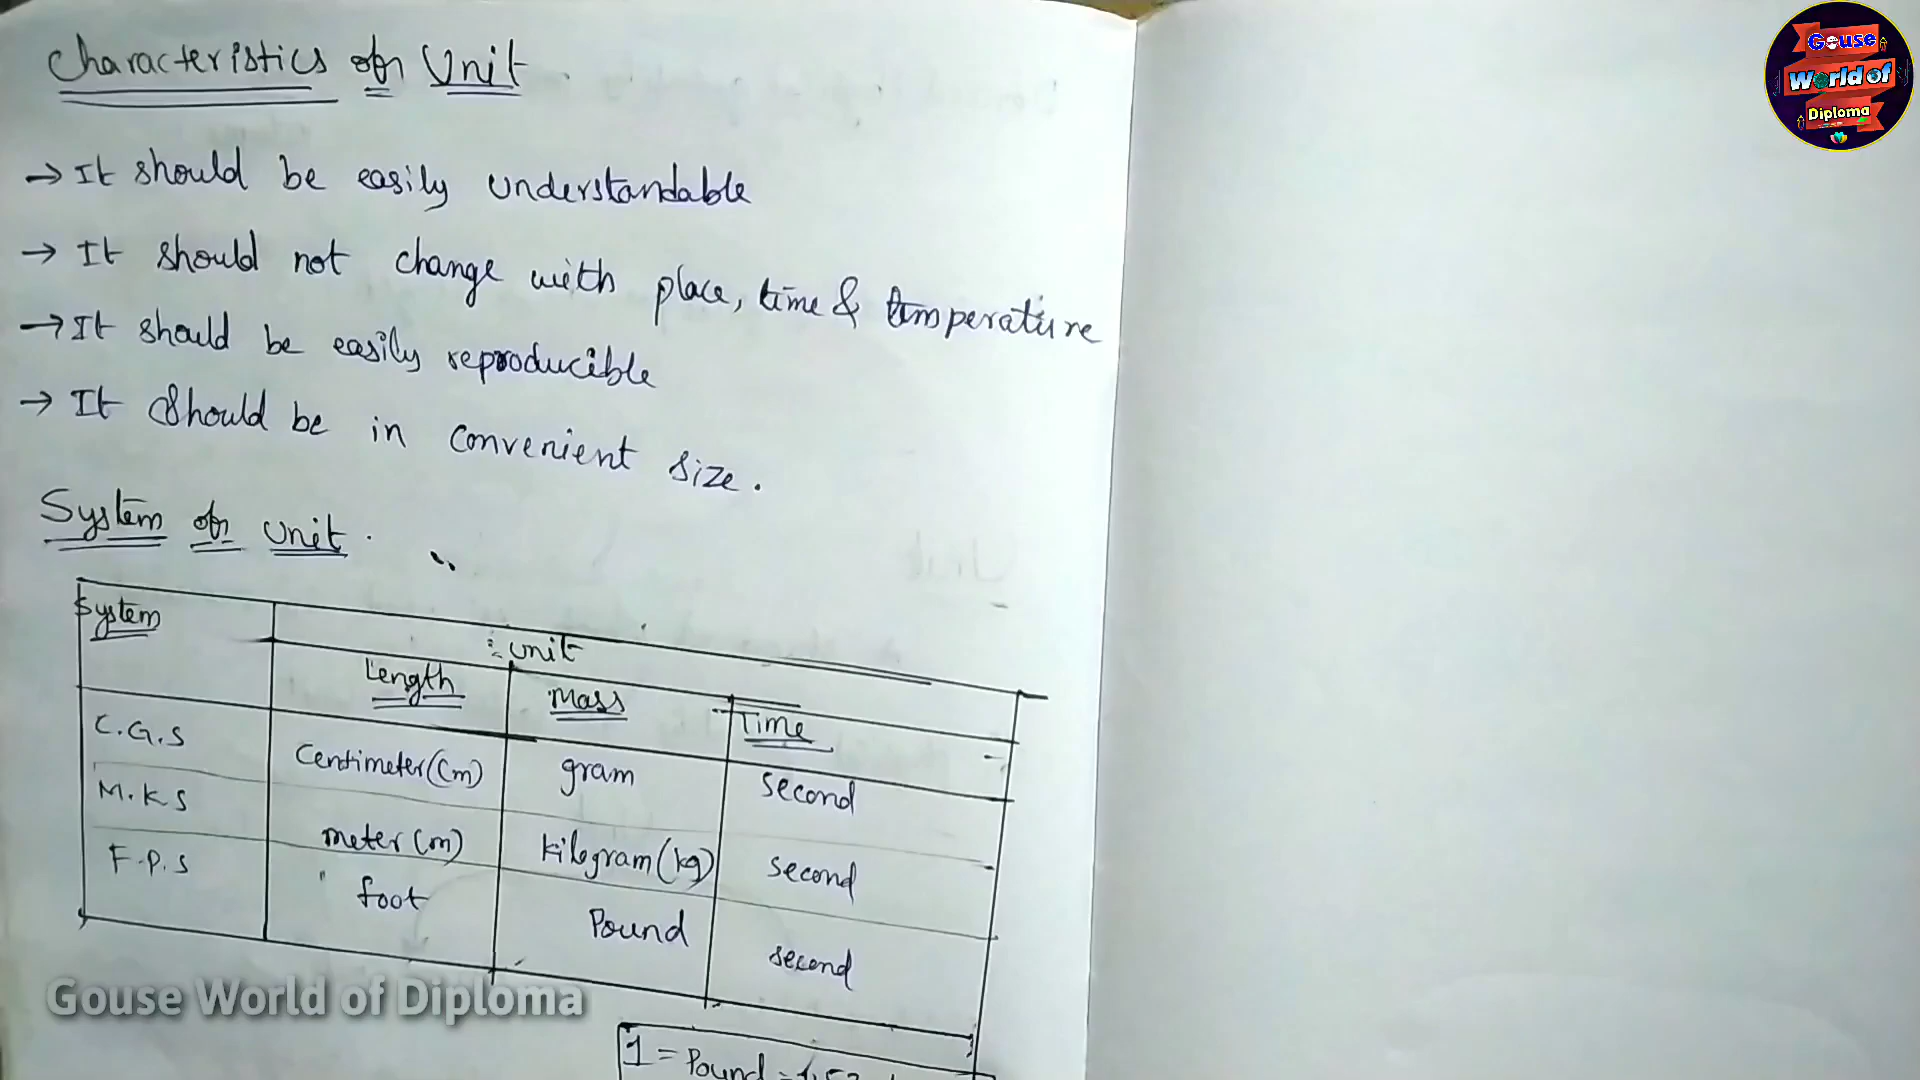 Characteristics of Unit
→ It should be easily understandable
→ It should not change with place, time & temperature
→ It should be easily reproducible
→ It should be in convenient size.
System of unit.
System unit
Length Mass Time
C.G.S Centimeter(Cm) gram second
M.K.S meter(m) kilogram(kg) second
F.P.S foot Pound second
1 = Pound =
Gouse World of Diploma
Gouse
World of
Diploma